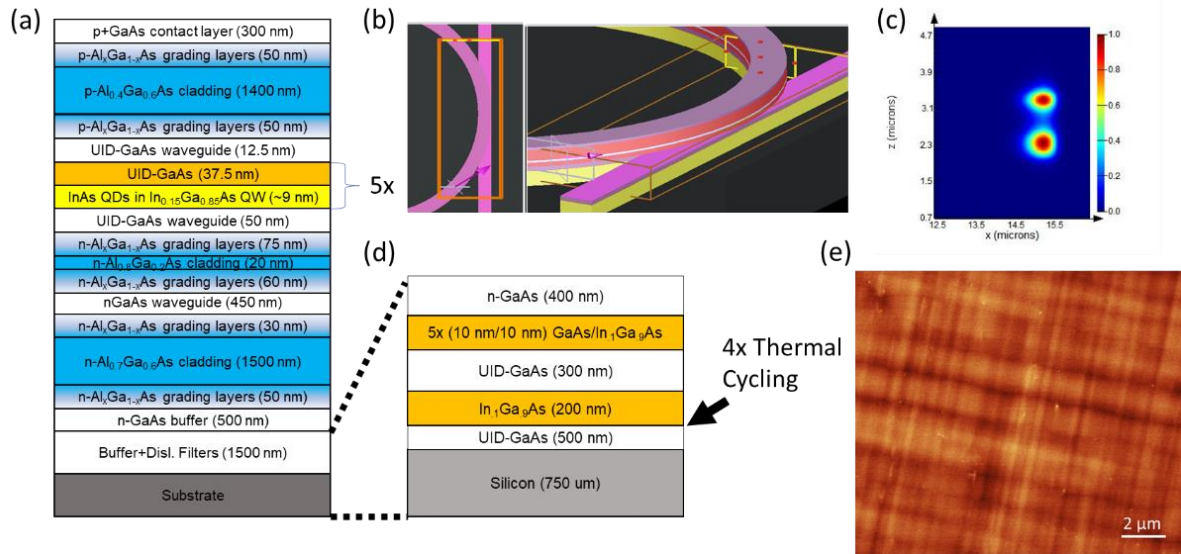 (a)
p+GaAs contact layer (300 nm)
p-AlxGa1-xAs grading layers (50 nm)
p-Al0.4Ga0.6As cladding (1400 nm)
p-AlxGa1-xAs grading layers (50 nm)
UID-GaAs waveguide (12.5 nm)
UID-GaAs (37.5 nm)
InAs QDs in In0.15Ga0.85As QW (~9 nm)
5x
UID-GaAs waveguide (50 nm)
n-AlxGa1-xAs grading layers (75 nm)
n-Al0.8Ga0.2As cladding (20 nm)
n-AlxGa1-xAs grading layers (60 nm)
nGaAs waveguide (450 nm)
n-AlxGa1-xAs grading layers (30 nm)
n-Al0.7Ga0.6As cladding (1500 nm)
n-AlxGa1-xAs grading layers (50 nm)
n-GaAs buffer (500 nm)
Buffer+Disl. Filters (1500 nm)
Substrate
(b)
(c)
4.7
3.9
3.1
2.3
1.5
0.7
z (microns)
12.5
13.5
14.5
15.5
x (microns)
1.0
0.8
0.6
0.4
0.2
0.0
(d)
n-GaAs (400 nm)
5x (10 nm/10 nm) GaAs/In.1Ga.9As
UID-GaAs (300 nm)
In.1Ga.9As (200 nm)
UID-GaAs (500 nm)
Silicon (750 um)
4x Thermal
Cycling
(e)
2 µm